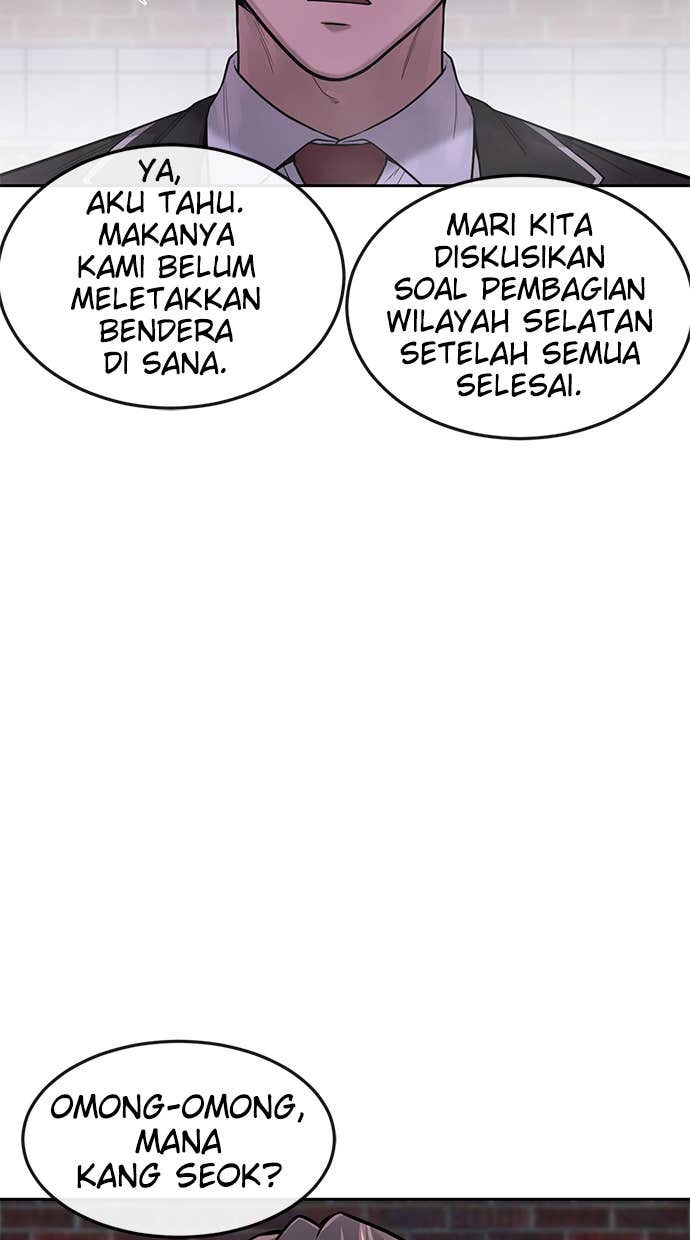 YA,
AKU TAHU.
MAKANYA
KAMI BELUM
MELETAKKAN
BENDERA
DI SANA.
MARI KITA
DISKUSIKAN
SOAL PEMBAGIAN
WILAYAH SELATAN
SETELAH SEMUA
SELESAI.
OMONG-OMONG,
MANA
KANG SEOK?